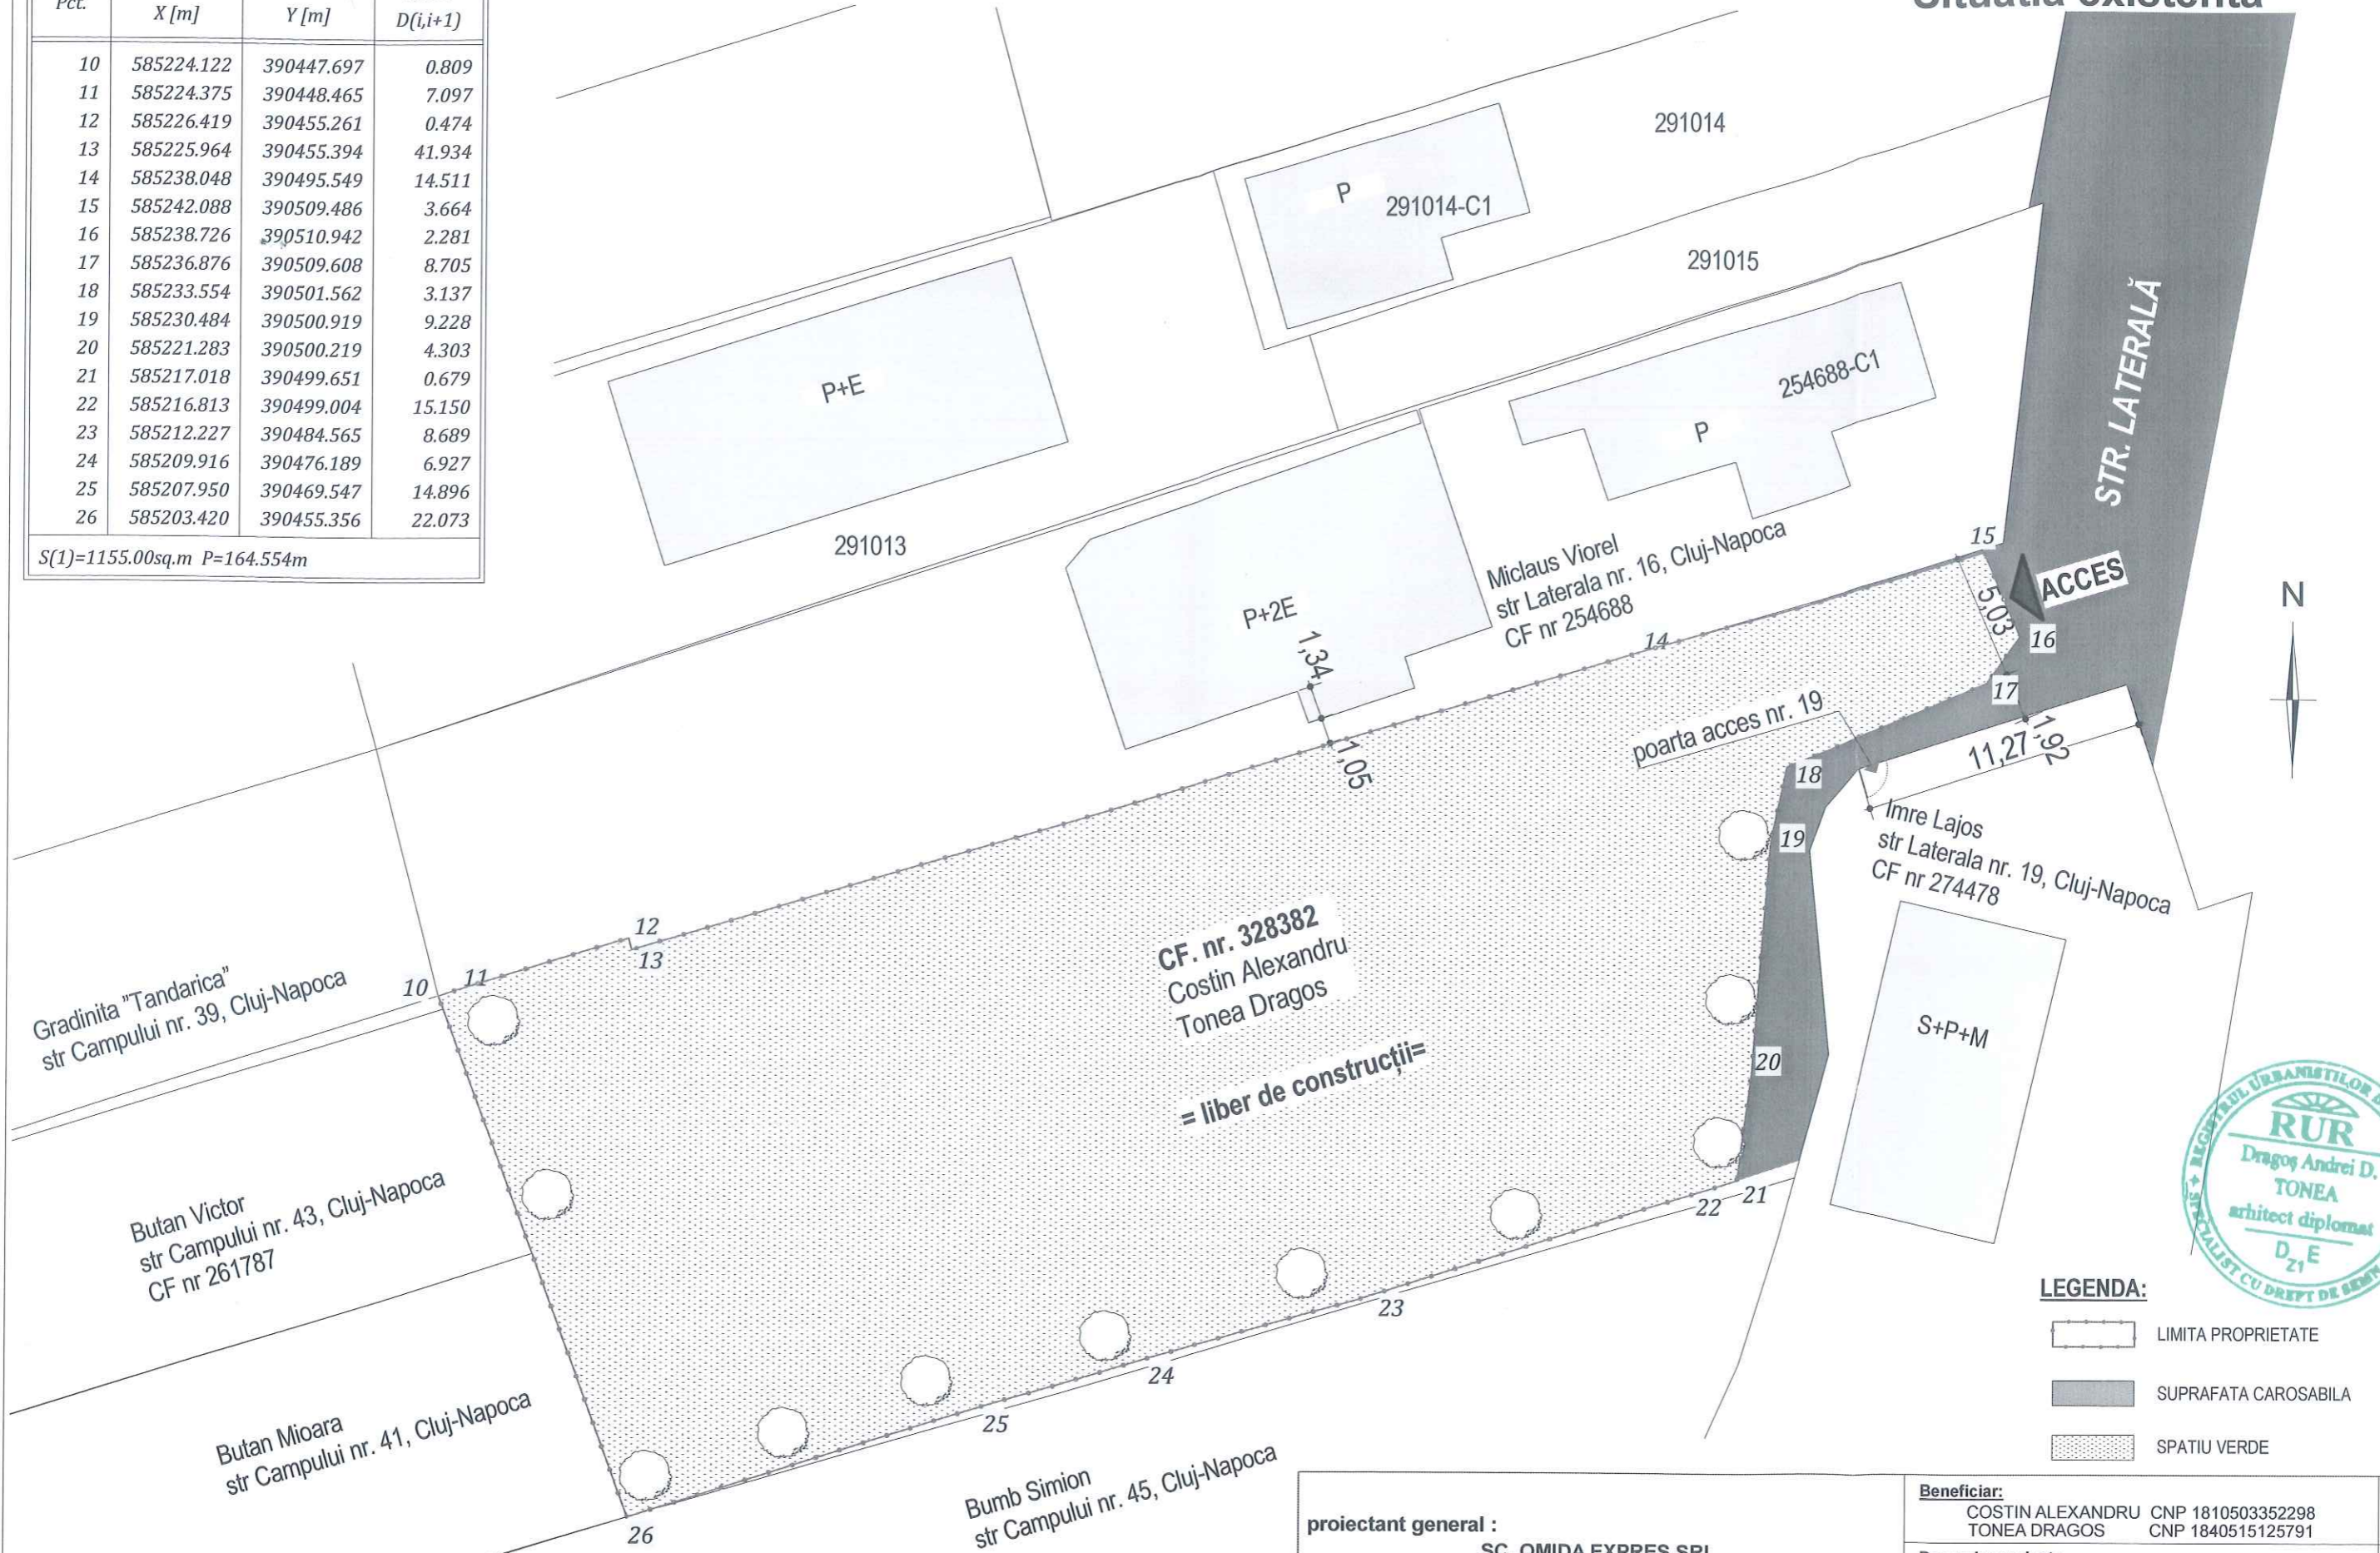 Situatia existenta
Pct. X [m] Y [m] D(i,i+1)
10 585224.122 390447.697 0.809
11 585224.375 390448.465 7.097
12 585226.419 390455.261 0.474
13 585225.964 390455.394 41.934
14 585238.048 390495.549 14.511
15 585242.088 390509.486 3.664
16 585238.726 390510.942 2.281
17 585236.876 390509.608 8.705
18 585233.554 390501.562 3.137
19 585230.484 390500.919 9.228
20 585221.283 390500.219 4.303
21 585217.018 390499.651 0.679
22 585216.813 390499.004 15.150
23 585212.227 390484.565 8.689
24 585209.916 390476.189 6.927
25 585207.950 390469.547 14.896
26 585203.420 390455.356 22.073
S(1)=1155.00sq.m P=164.554m
291014
P
291014-C1
291015
STR. LATERALĂ
P+E
254688-C1
P
291013
Miclaus Viorel
str Laterala nr. 16, Cluj-Napoca
CF nr 254688
15
ACCES
5,03
16
N
P+2E
1,34
14
17
poarta acces nr. 19
1,05
11,27
1,92
18
19
Imre Lajos
str Laterala nr. 19, Cluj-Napoca
CF nr 274478
12
13
CF. nr. 328382
Costin Alexandru
Tonea Dragos
= liber de construcții=
10
11
Gradinita "Tandarica"
str Campului nr. 39, Cluj-Napoca
S+P+M
20
Butan Victor
str Campului nr. 43, Cluj-Napoca
CF nr 261787
22
21
REGISTRUL URBANISTILOR
RUR
Dragoș Andrei D.
TONEA
arhitect diplomat
DZ1E
SPECIALIST CU DREPT DE
23
24
25
26
LEGENDA:
LIMITA PROPRIETATE
SUPRAFATA CAROSABILA
SPATIU VERDE
Butan Mioara
str Campului nr. 41, Cluj-Napoca
Bumb Simion
str Campului nr. 45, Cluj-Napoca
proiectant general :
SC OMIDA EXPRES SRL
Beneficiar:
COSTIN ALEXANDRU CNP 1810503352298
TONEA DRAGOS CNP 1840515125791